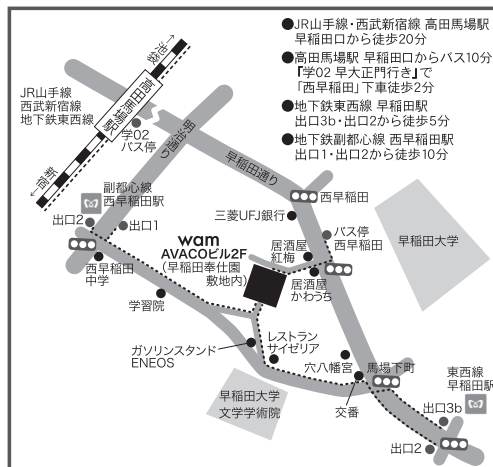 ●JR山手線・西武新宿線 高田馬場駅
早稲田口から徒歩20分
●高田馬場駅 早稲田口からバス10分
『学02 早大正門行き』で
「西早稲田」下車徒歩2分
●地下鉄東西線 早稲田駅
出口3b・出口2から徒歩5分
●地下鉄副都心線 西早稲田駅
出口1・出口2から徒歩10分
↑池袋
高田馬場駅
JR山手線
西武新宿線
地下鉄東西線
新宿↓
学02
バス停
明治通り
早稲田通り
副都心線
西早稲田駅
出口2
出口1
西早稲田
中学
学習院
wam
AVACOビル2F
(早稲田奉仕園
敷地内)
三菱UFJ銀行
西早稲田
バス停
西早稲田
居酒屋
紅梅
居酒屋
かわうち
早稲田大学
ガソリンスタンド
ENEOS
レストラン
サイゼリア
穴八幡宮
馬場下町
交番
早稲田大学
文学学術院
東西線
早稲田駅
出口3b
出口2